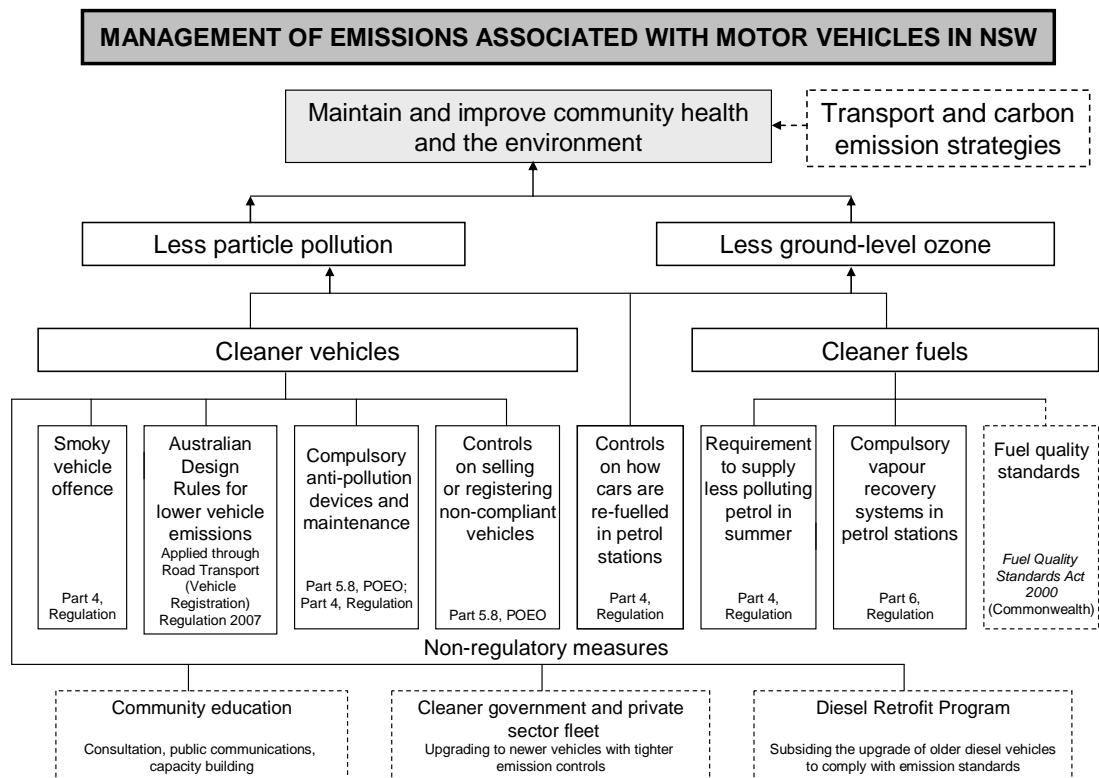 MANAGEMENT OF EMISSIONS ASSOCIATED WITH MOTOR VEHICLES IN NSW
Maintain and improve community health
and the environment
Transport and carbon
emission strategies
Less particle pollution
Less ground-level ozone
Cleaner vehicles
Cleaner fuels
Smoky
vehicle
offence
Part 4,
Regulation
Australian
Design
Rules for
lower vehicle
emissions
Applied through
Road Transport
(Vehicle
Registration)
Regulation 2007
Compulsory
anti-pollution
devices and
maintenance
Part 5.8, POEO;
Part 4, Regulation
Controls
on selling
or registering
non-compliant
vehicles
Part 5.8, POEO
Controls
on how
cars are
re-fuelled
in petrol
stations
Part 4,
Regulation
Requirement
to supply
less polluting
petrol in
summer
Part 4,
Regulation
Compulsory
vapour
recovery
systems in
petrol stations
Part 6,
Regulation
Fuel quality
standards
Fuel Quality
Standards Act
2000
(Commonwealth)
Non-regulatory measures
Community education
Consultation, public communications,
capacity building
Cleaner government and private
sector fleet
Upgrading to newer vehicles with tighter
emission controls
Diesel Retrofit Program
Subsiding the upgrade of older diesel vehicles
to comply with emission standards